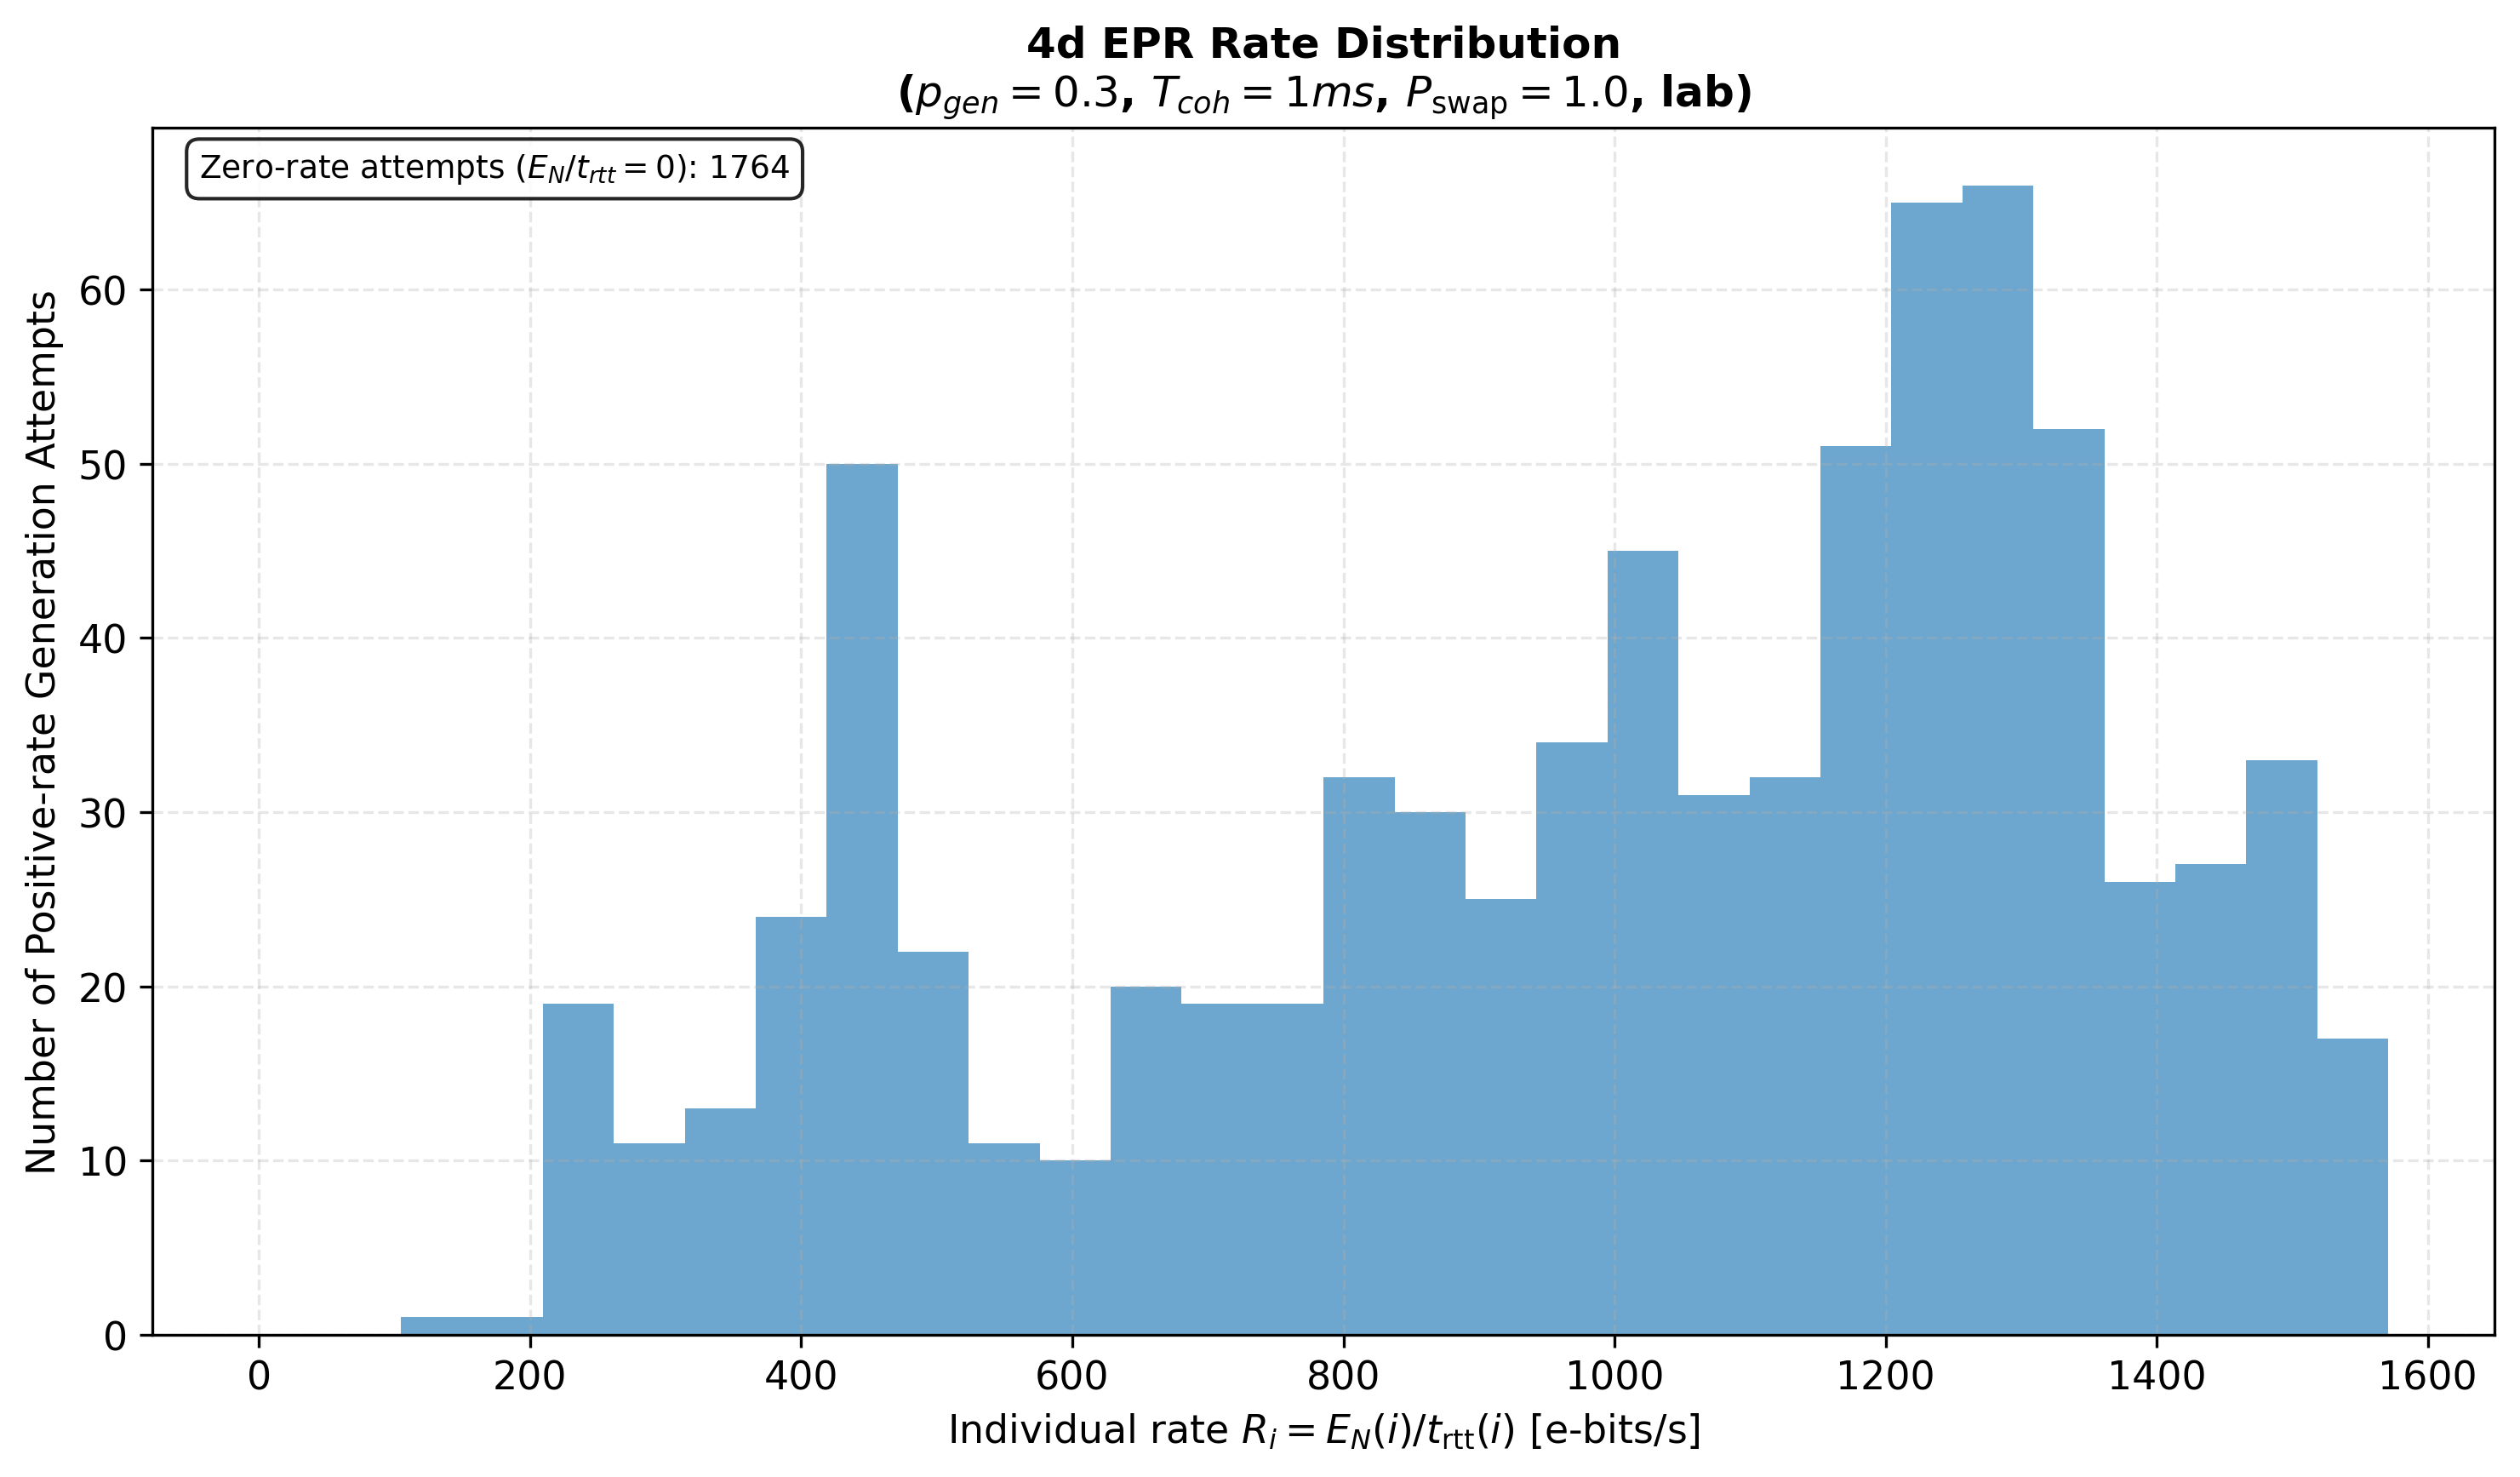 4d EPR Rate Distribution
(p_gen = 0.3, T_coh = 1ms, P_swap = 1.0, lab)
Zero-rate attempts (E_N/t_rtt = 0): 1764
Number of Positive-rate Generation Attempts
60
50
40
30
20
10
0
0 200 400 600 800 1000 1200 1400 1600
Individual rate R_i = E_N(i)/t_rtt(i) [e-bits/s]